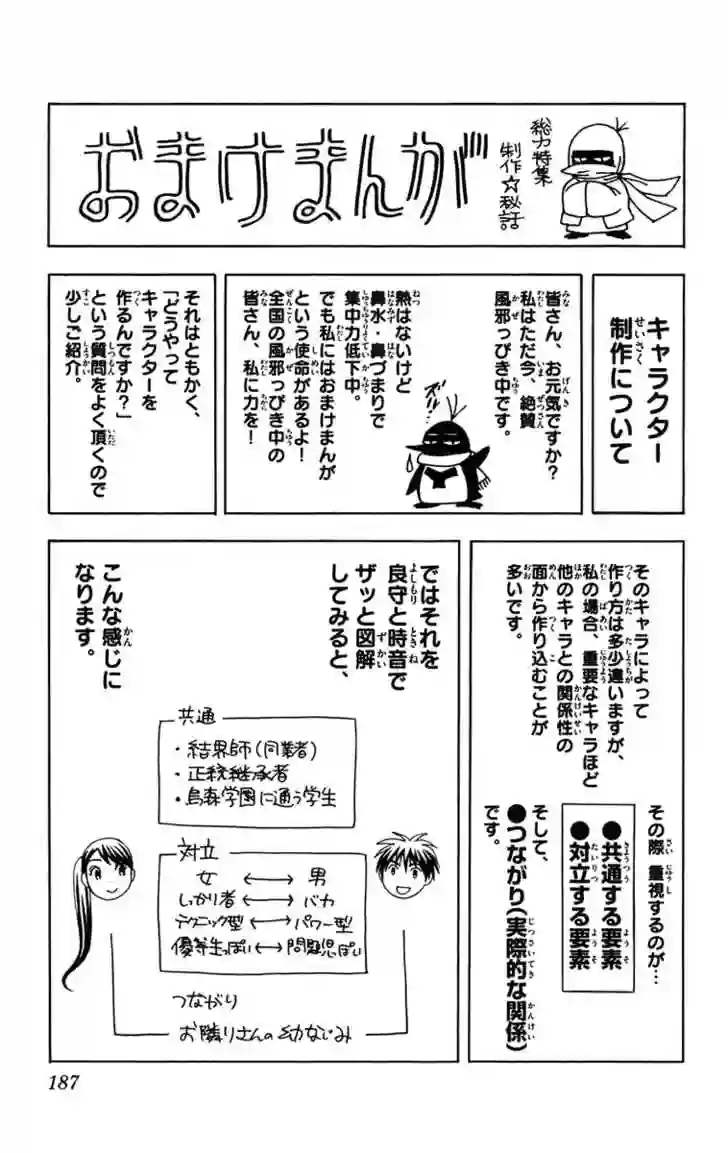 総力特集
制作☆秘話。
おまけまんが
キャラクター
制作について
皆さん、お元気ですか?
私はただ今、絶賛
風邪っぴき中です。
熱はないけど
鼻水・鼻づまりで
集中力低下中。
でも私にはおまけまんが
という使命があるよ!
全国の風邪っぴき中の
皆さん、私に力を!
それはともかく、
「どうやって
キャラクターを
作るんですか?」
という質問をよく頂くので
少しご紹介。
そのキャラによって
作り方は多少違いますが、
私の場合、重要なキャラほど
他のキャラとの関係性の
面から作り込むことが
多いです。
その際 重視するのが…
●共通する要素
●対立する要素
そして、
●つながり(実際的な関係)
です。
ではそれを
良守と時音で
ザッと図解
してみると、
こんな感じに
なります。
共通
・結界師(同業者)
・正統継承者
・烏森学園に通う学生
対立
女 ⟷ 男
しっかり者 ⟷ バカ
テクニック型 ⟷ パワー型
優等生っぽい ⟷ 問題児ぽい
つながり
お隣りさんの幼なじみ
187